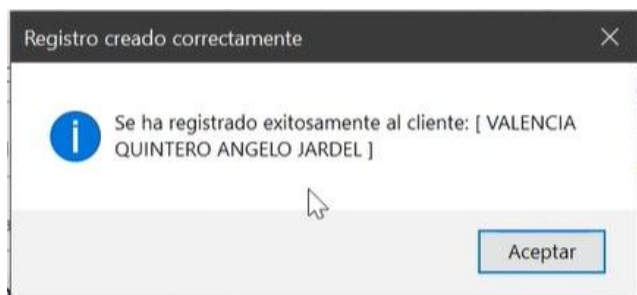 Registro creado correctamente
Se ha registrado exitosamente al cliente: [ VALENCIA
QUINTERO ANGELO JARDEL ]
Aceptar